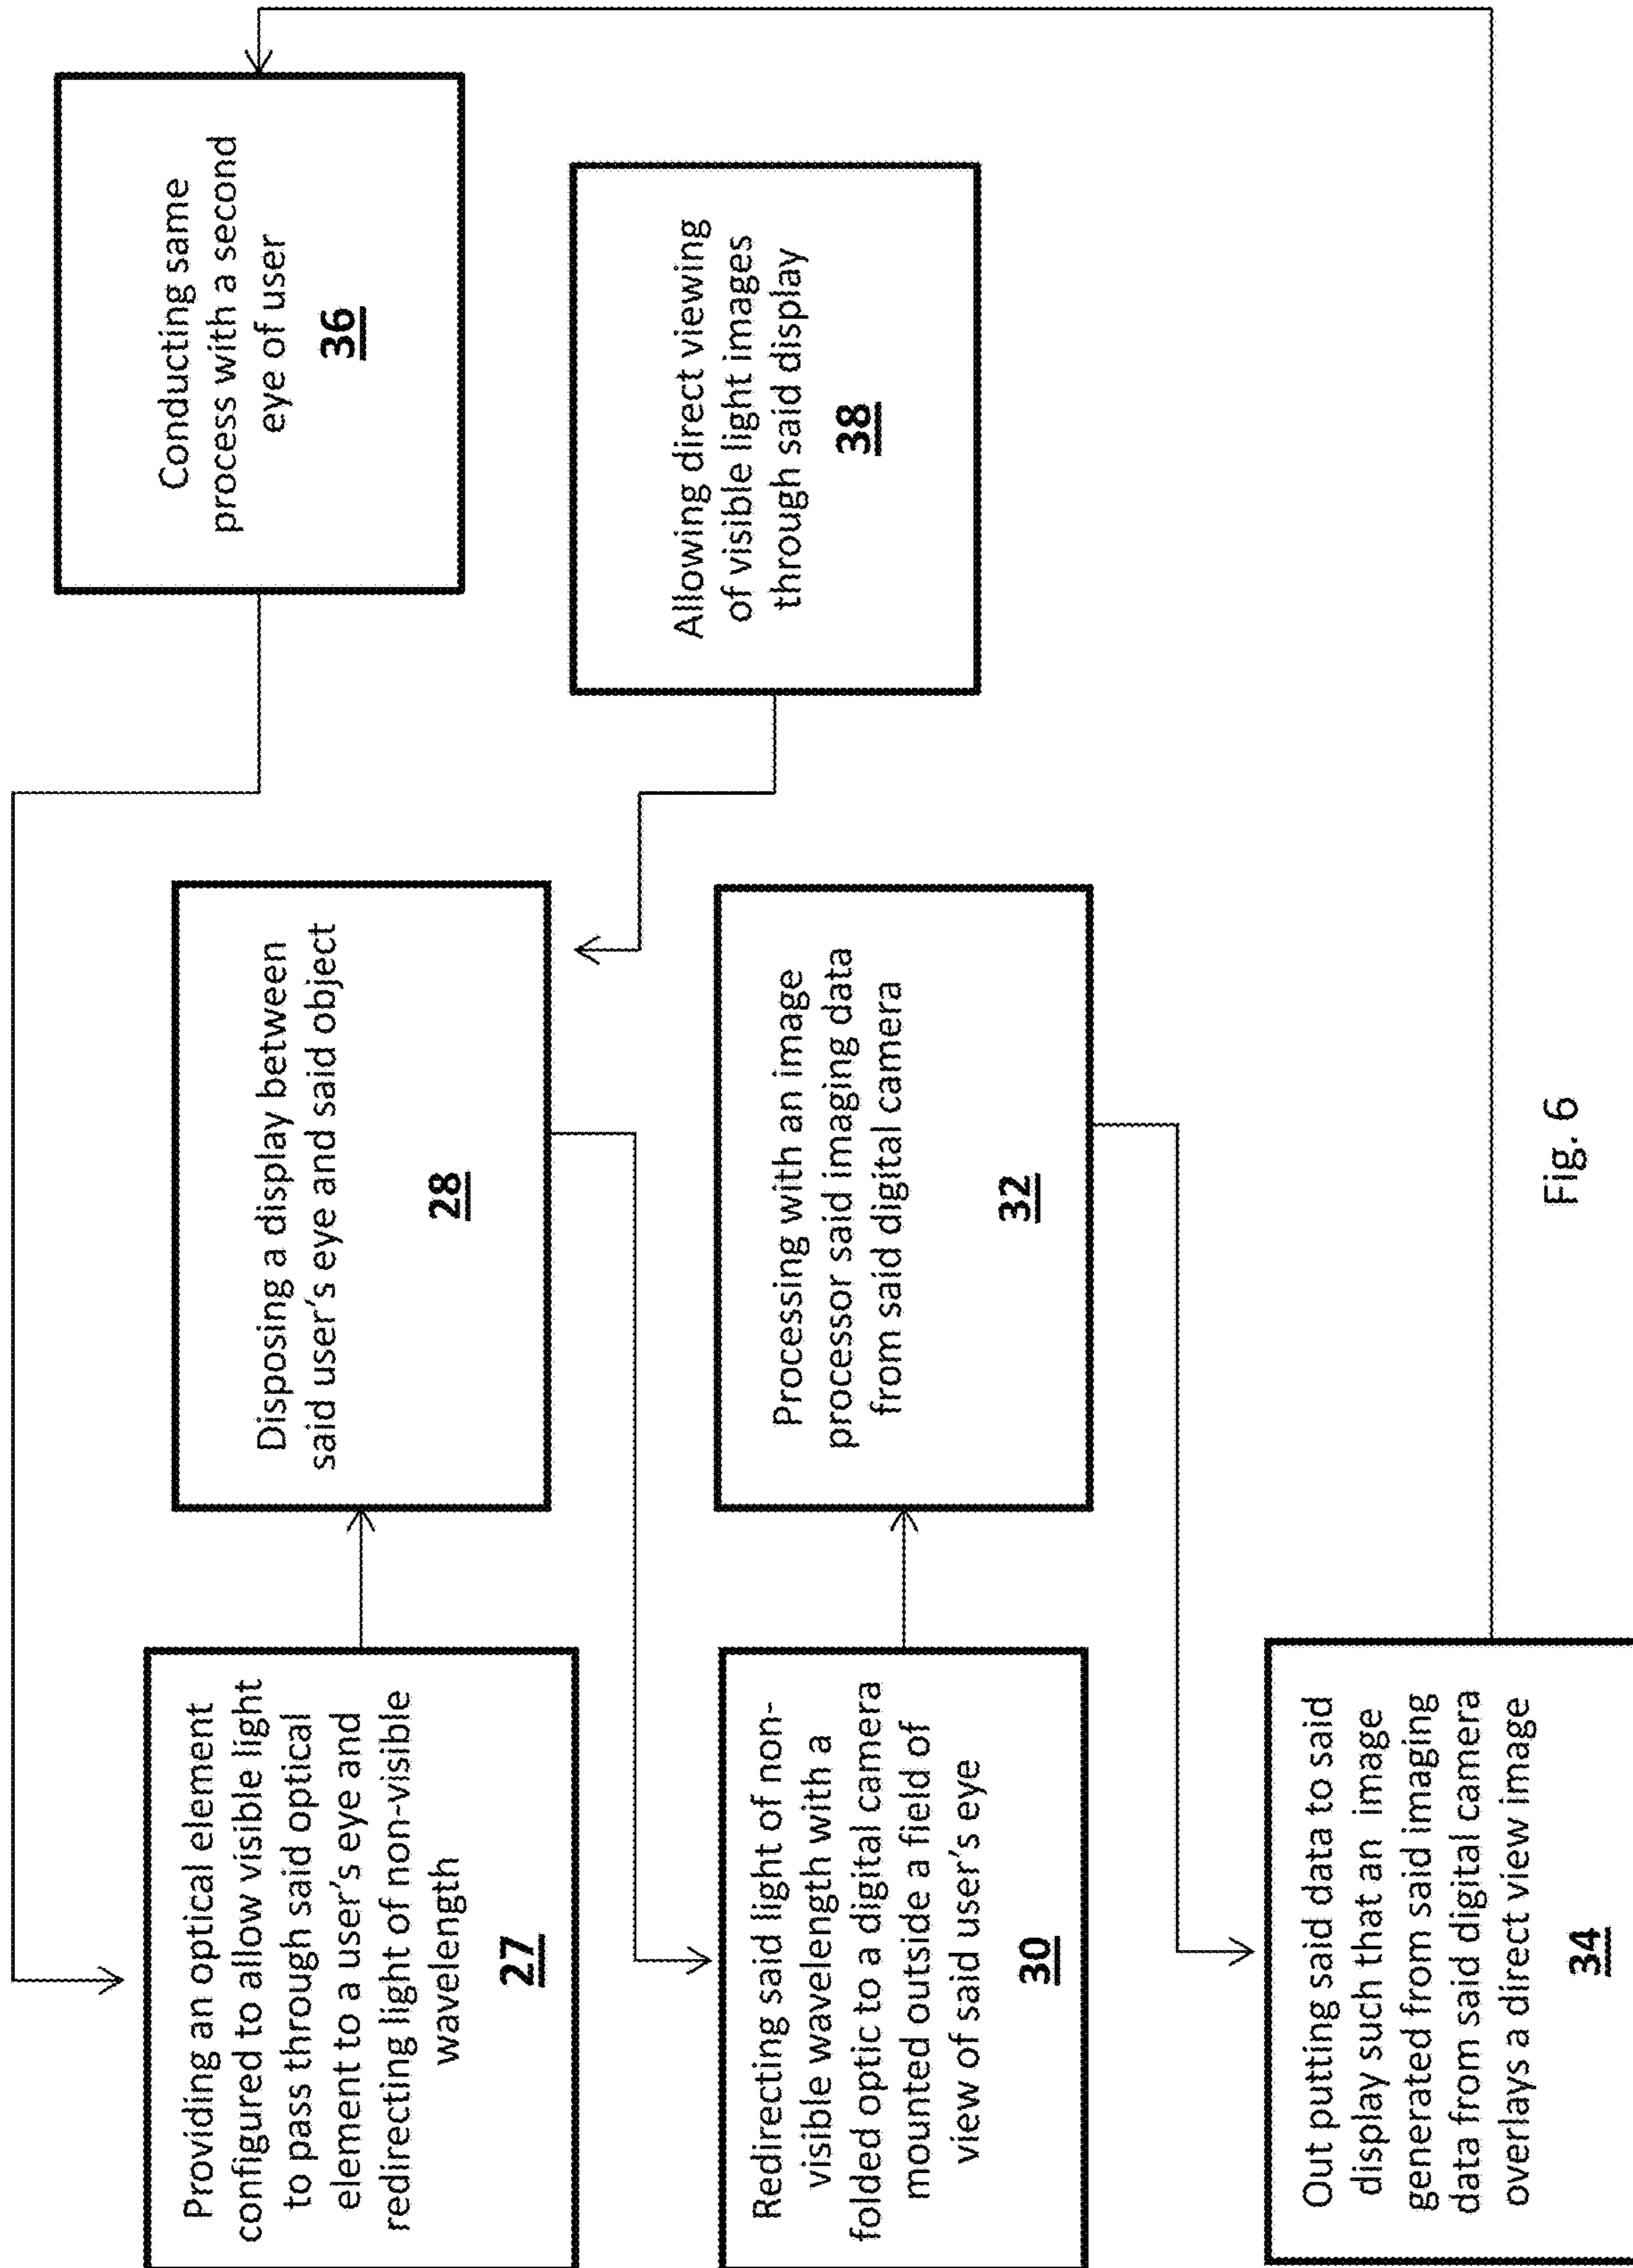 Providing an optical element
configured to allow visible light
to pass through said optical
element to a user's eye and
redirecting light of non-visible
wavelength
27
Disposing a display between
said user's eye and said object
28
Conducting same
process with a second
eye of user
36
Redirecting said light of non-
visible wavelength with a
folded optic to a digital camera
mounted outside a field of
view of said user's eye
30
Processing with an image
processor said imaging data
from said digital camera
32
Allowing direct viewing
of visible light images
through said display
38
Out putting said data to said
display such that an image
generated from said imaging
data from said digital camera
overlays a direct view image
34
Fig. 6